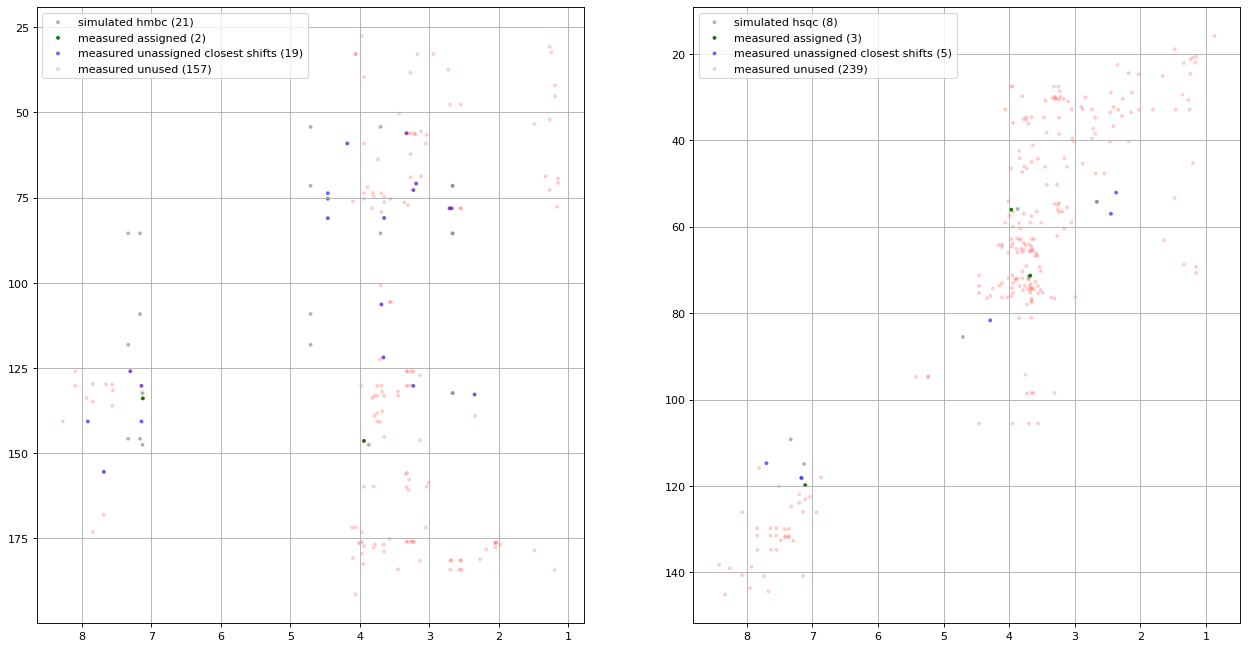 simulated hmbc (21)
measured assigned (2)
measured unassigned closest shifts (19)
measured unused (157)
25
50
75
100
125
150
175
8 7 6 5 4 3 2 1
simulated hsqc (8)
measured assigned (3)
measured unassigned closest shifts (5)
measured unused (239)
20
40
60
80
100
120
140
8 7 6 5 4 3 2 1